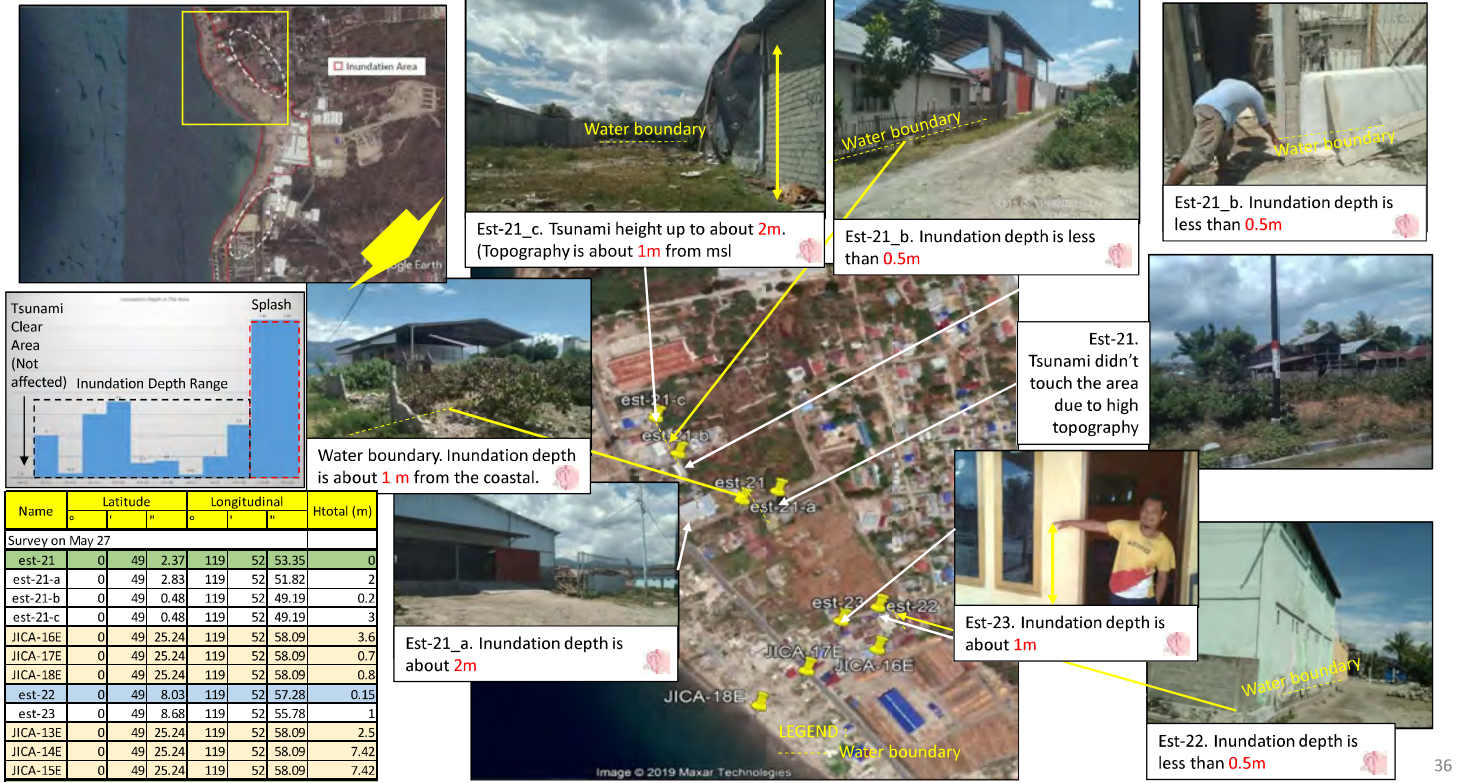 Inundation Area
Google Earth
Water boundary
Est-21_c. Tsunami height up to about 2m.
(Topography is about 1m from msl
Water boundary
Est-21_b. Inundation depth is less
than 0.5m
Water boundary
Est-21_b. Inundation depth is
less than 0.5m
Inundation Depth in The Area
Tsunami
Clear
Area
(Not
affected)
Splash
Inundation Depth Range
Water boundary. Inundation depth
is about 1 m from the coastal.
Est-21.
Tsunami didn't
touch the area
due to high
topography
est-21-c
est-21-b
est-21
est-21-a
est-23
est-22
JICA-17E
JICA-16E
JICA-18E
LEGEND :
Water boundary
Image © 2019 Maxar Technologies
Est-21_a. Inundation depth is
about 2m
Est-23. Inundation depth is
about 1m
Water boundary
Est-22. Inundation depth is
less than 0.5m
Name Latitude Longitudinal Htotal (m)
° ' " ° ' "
Survey on May 27
est-21 0 49 2.37 119 52 53.35 0
est-21-a 0 49 2.83 119 52 51.82 2
est-21-b 0 49 0.48 119 52 49.19 0.2
est-21-c 0 49 0.48 119 52 49.19 3
JICA-16E 0 49 25.24 119 52 58.09 3.6
JICA-17E 0 49 25.24 119 52 58.09 0.7
JICA-18E 0 49 25.24 119 52 58.09 0.8
est-22 0 49 8.03 119 52 57.28 0.15
est-23 0 49 8.68 119 52 55.78 1
JICA-13E 0 49 25.24 119 52 58.09 2.5
JICA-14E 0 49 25.24 119 52 58.09 7.42
JICA-15E 0 49 25.24 119 52 58.09 7.42
36